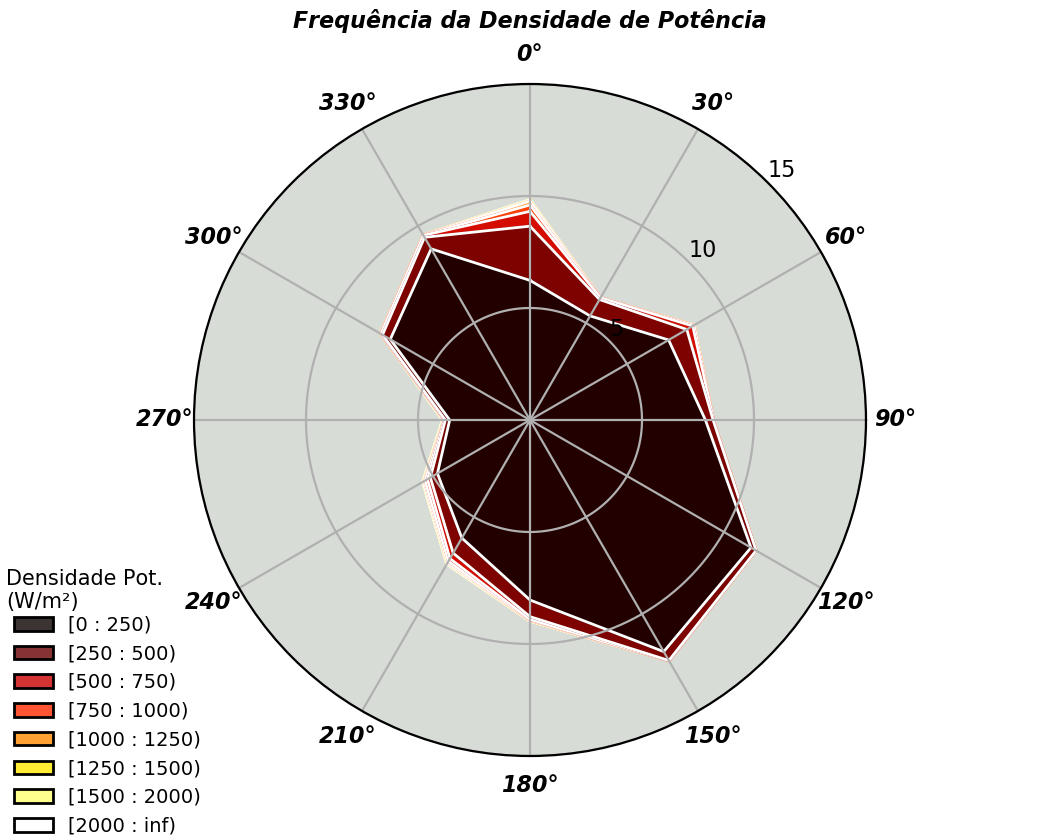 Frequência da Densidade de Potência
0°
330°
30°
15
300°
60°
10
5
270°
90°
Densidade Pot.
(W/m²)
240°
120°
[0 : 250)
[250 : 500)
[500 : 750)
[750 : 1000)
210°
150°
[1000 : 1250)
[1250 : 1500)
180°
[1500 : 2000)
[2000 : inf)